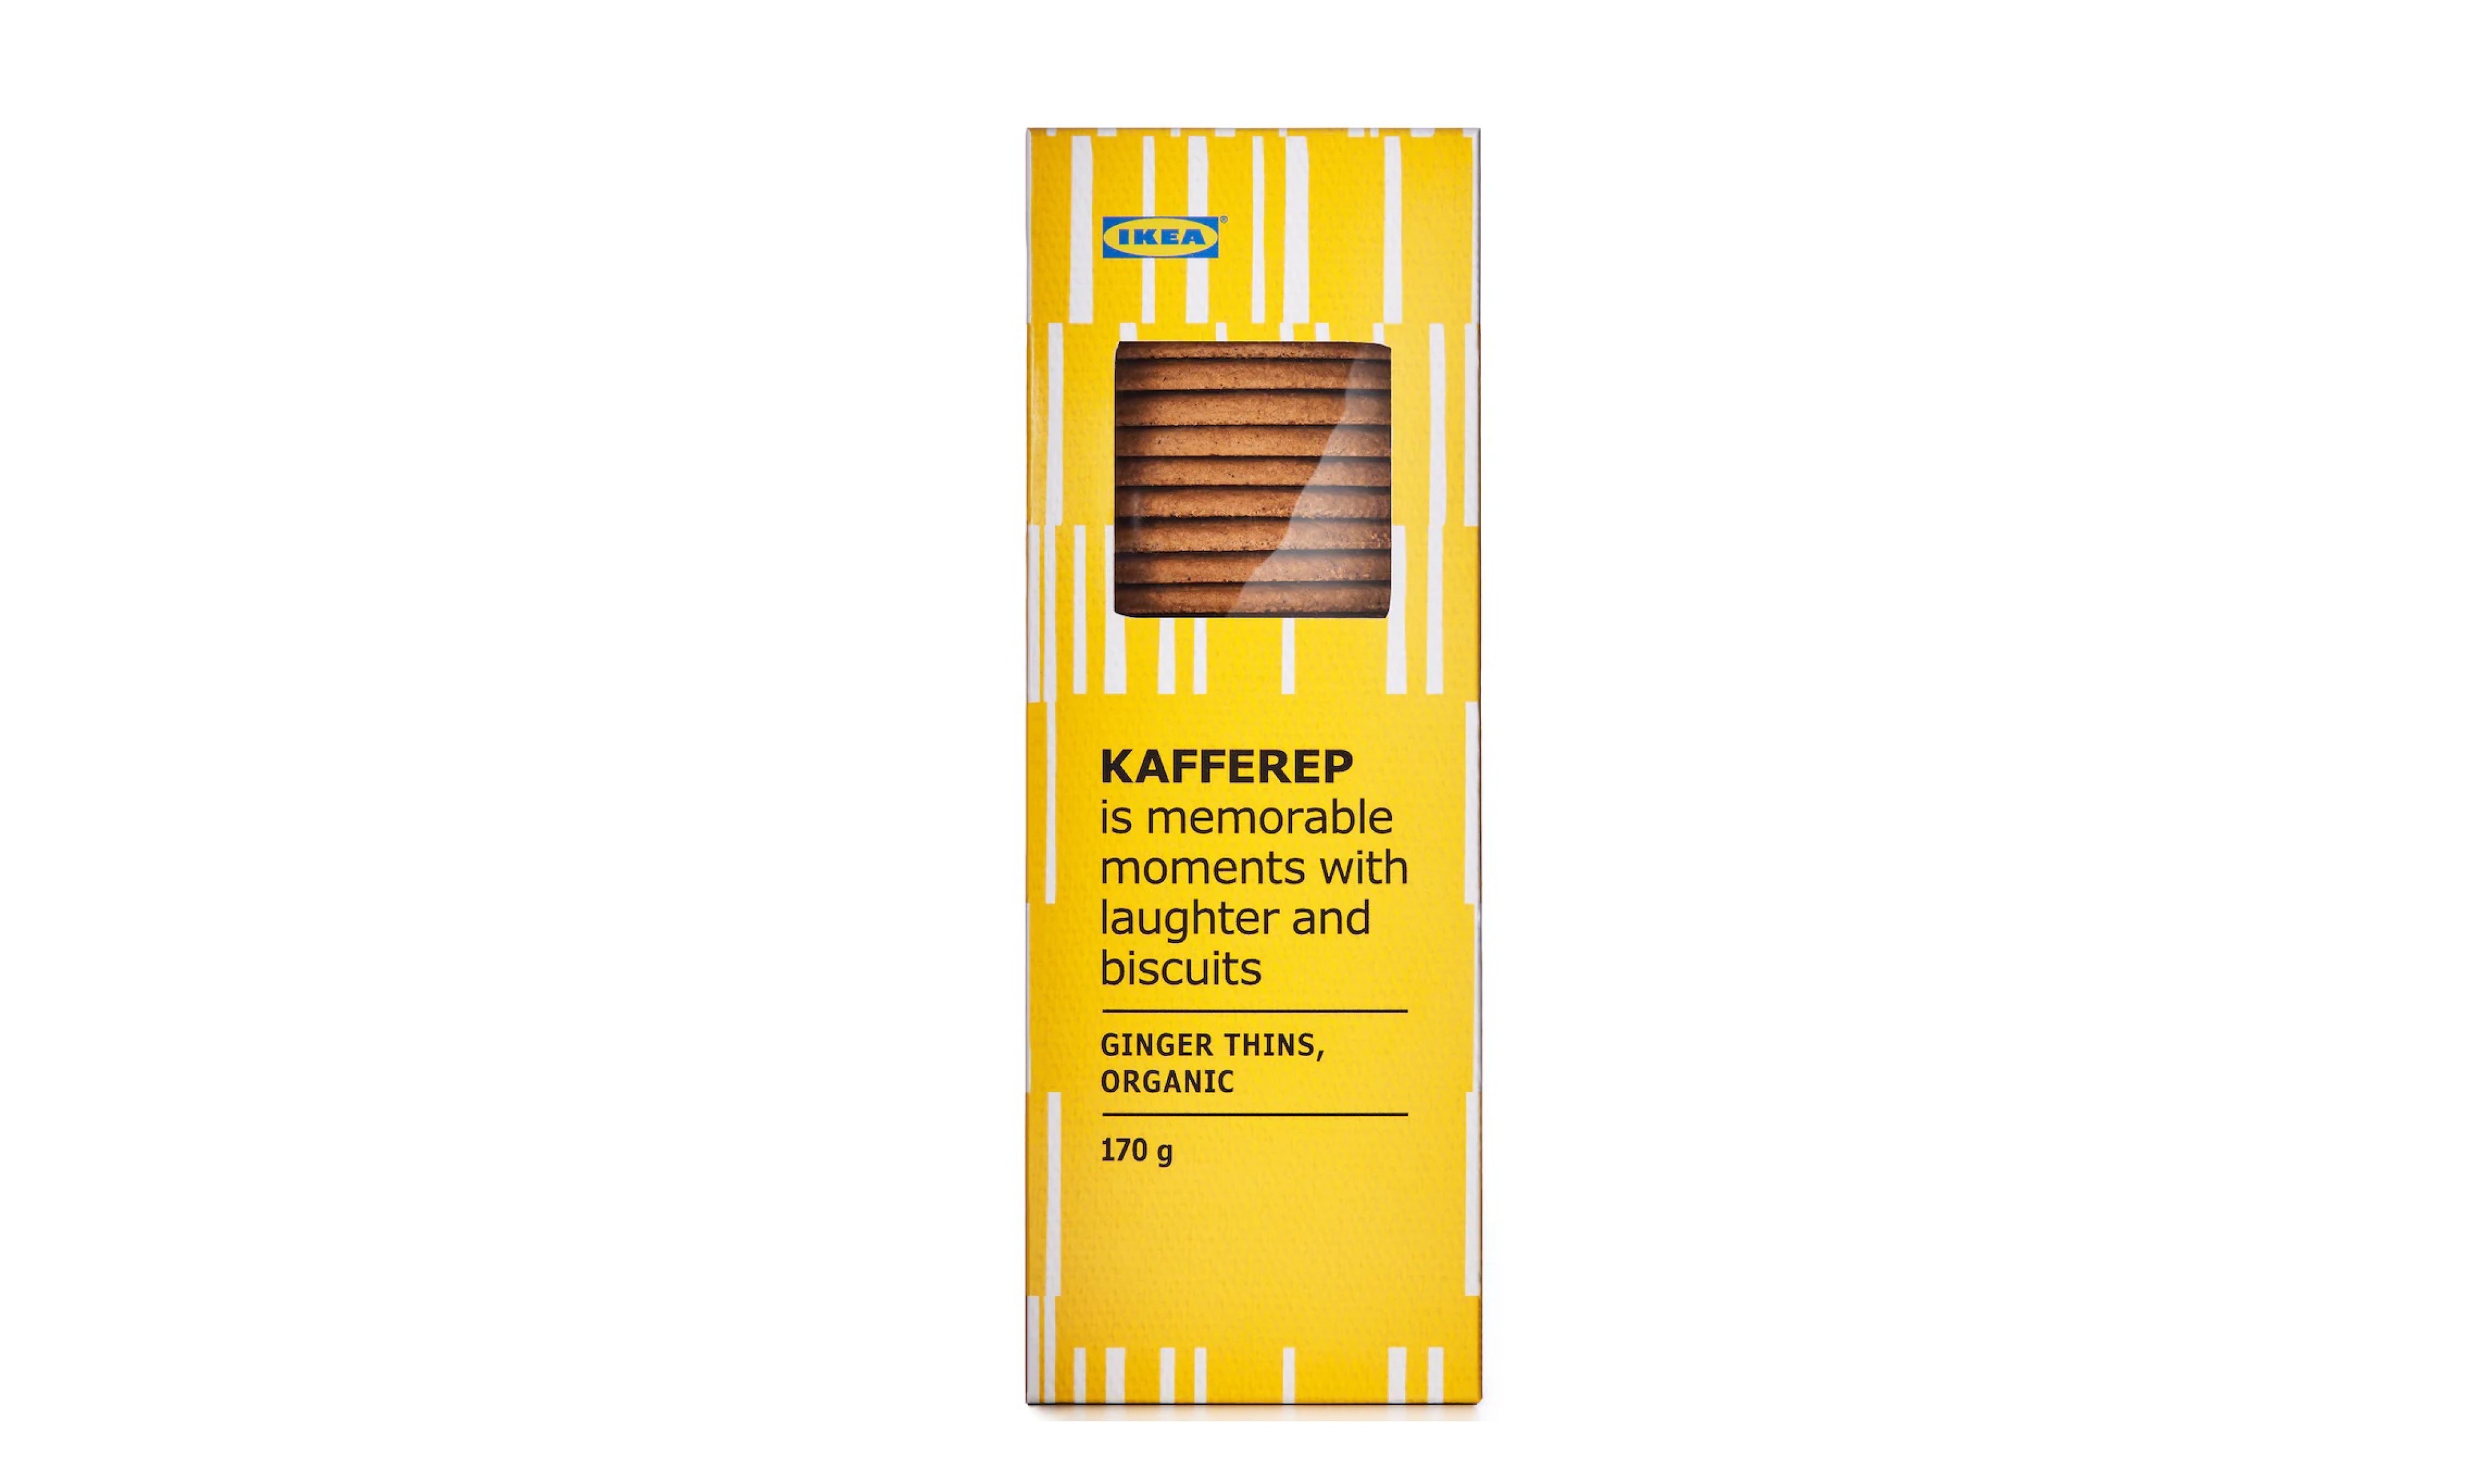 IKEA®
KAFFEREP
is memorable
moments with
laughter and
biscuits
GINGER THINS,
ORGANIC
170 g